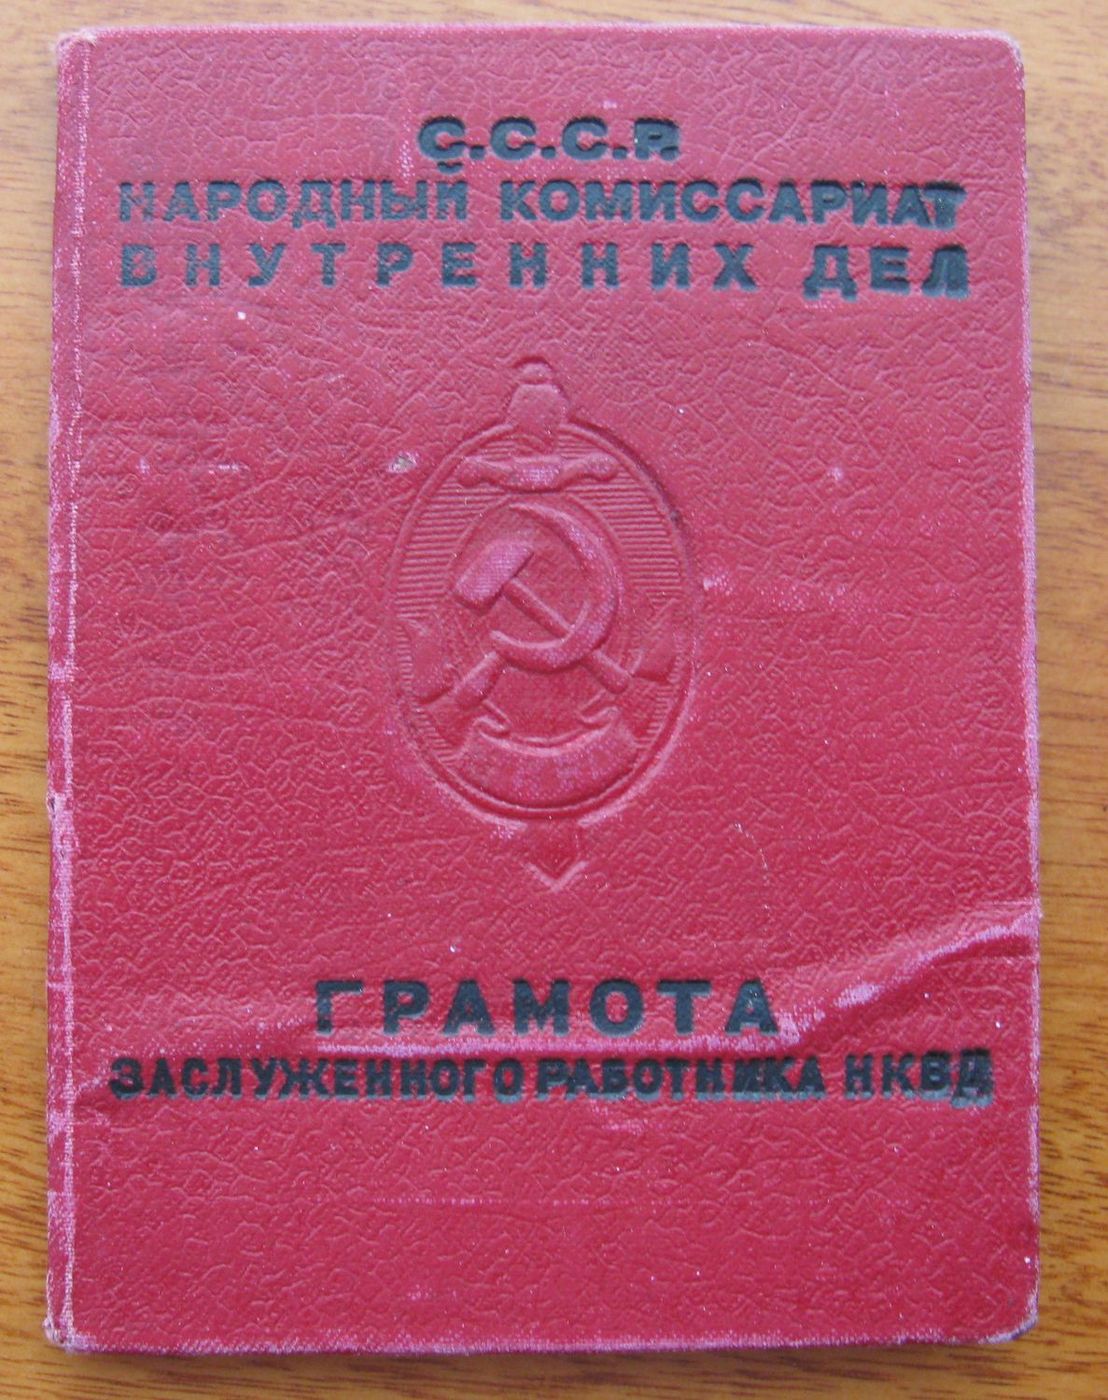 С.С.С.Р.
НАРОДНЫЙ КОМИССАРИАТ
ВНУТРЕННИХ ДЕЛ
ГРАМОТА
ЗАСЛУЖЕННОГО РАБОТНИКА НКВД